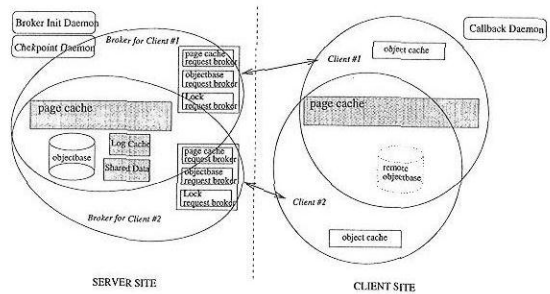 Broker Init Daemon
Checkpoint Daemon
Broker for Client #1
page cache
request broker
objectbase
request broker
Lock
request broker
page cache
Log Cache
objectbase
Shared Data
page cache
request broker
objectbase
request broker
Lock
request broker
Broker for Client #2
SERVER SITE
Callback Daemon
object cache
Client #1
page cache
remote
objectbase
Client #2
object cache
CLIENT SITE